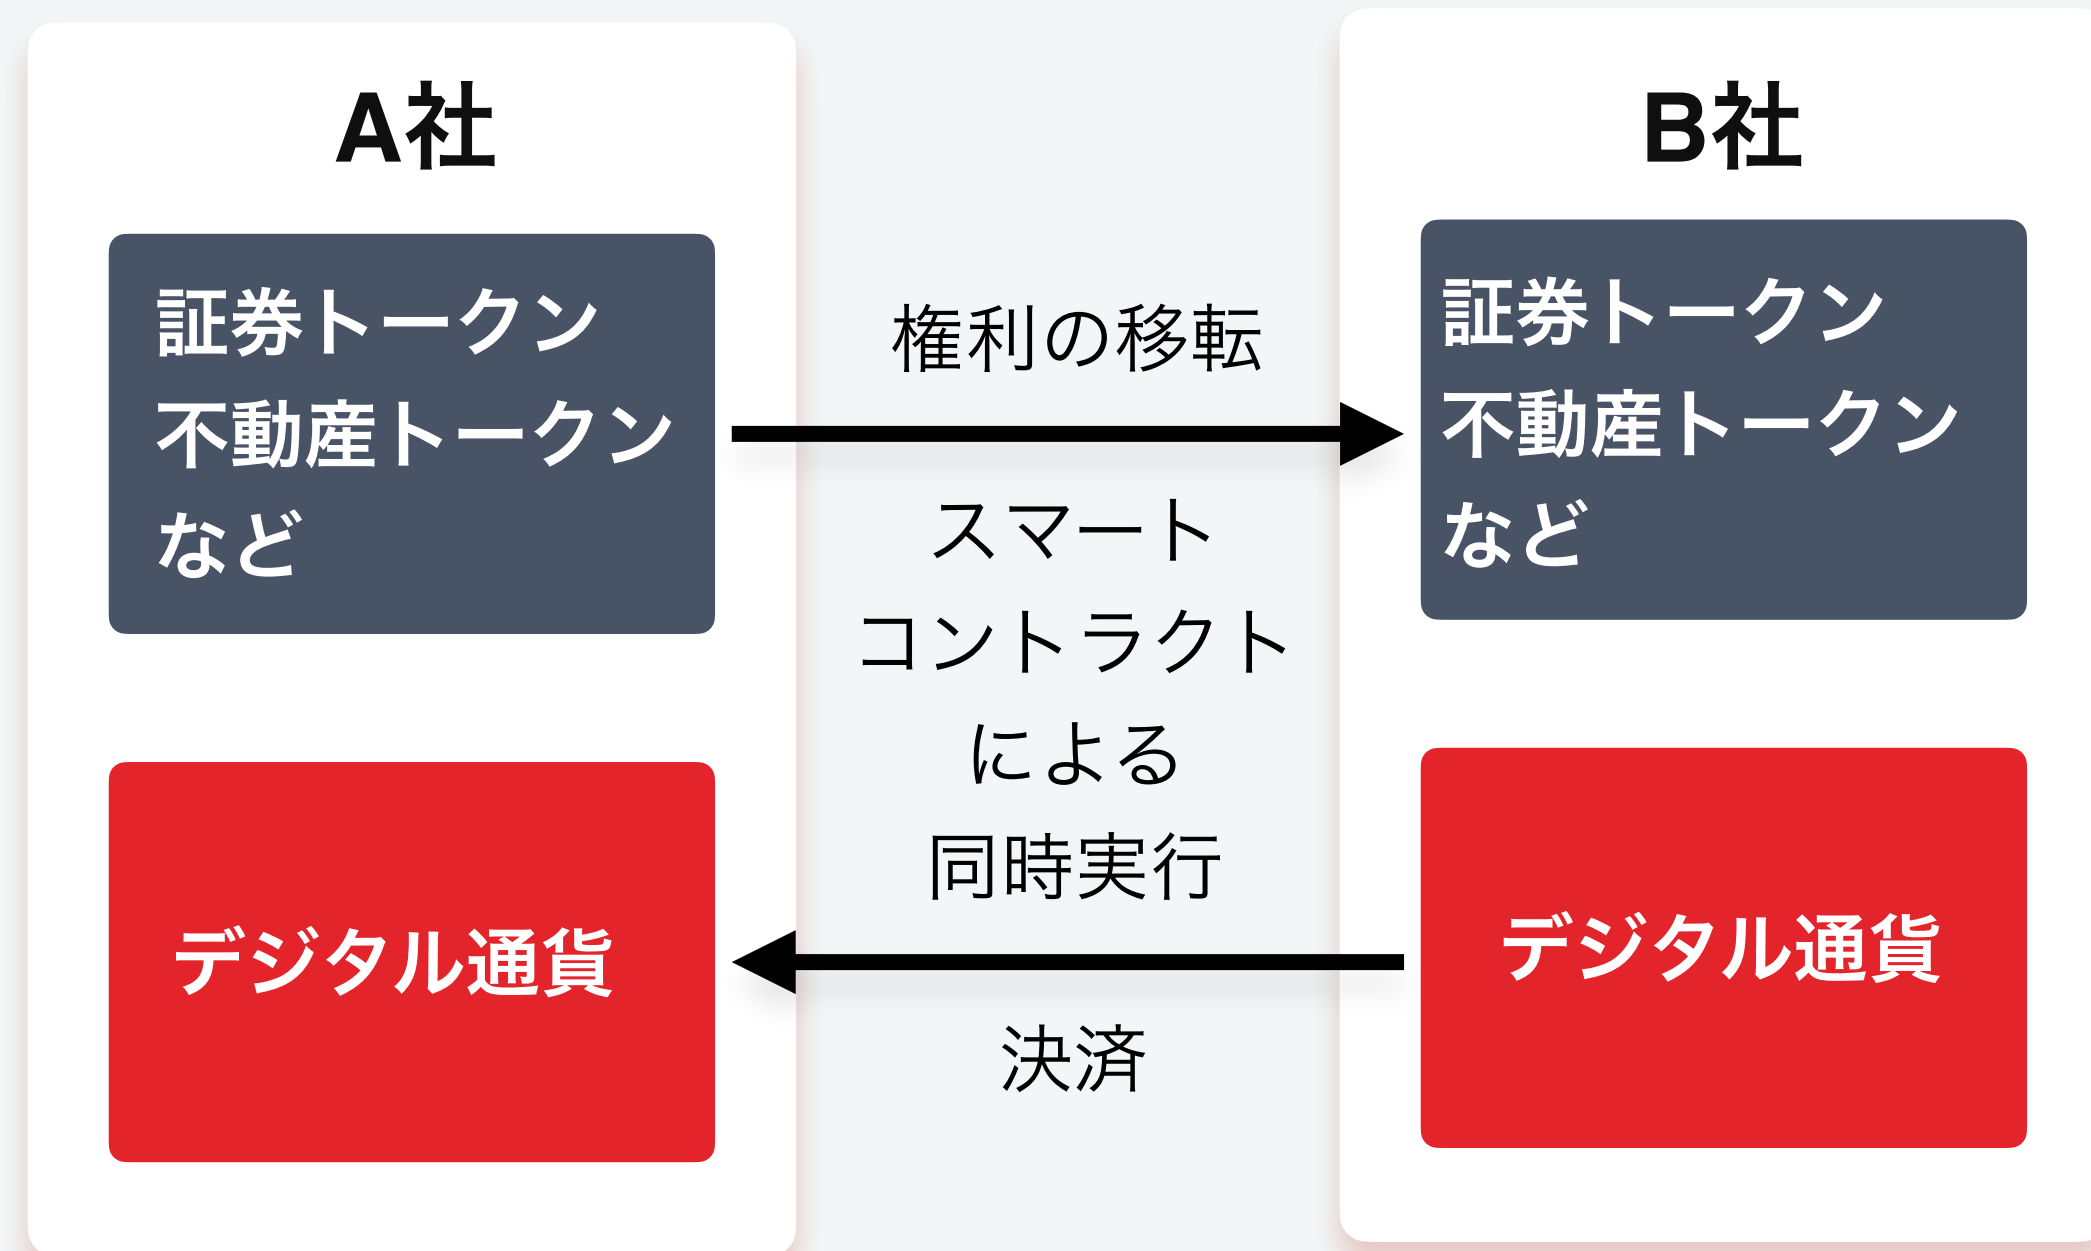 A社
証券トークン
不動産トークン
など
デジタル通貨
権利の移転
スマート
コントラクト
による
同時実行
決済
B社
証券トークン
不動産トークン
など
デジタル通貨